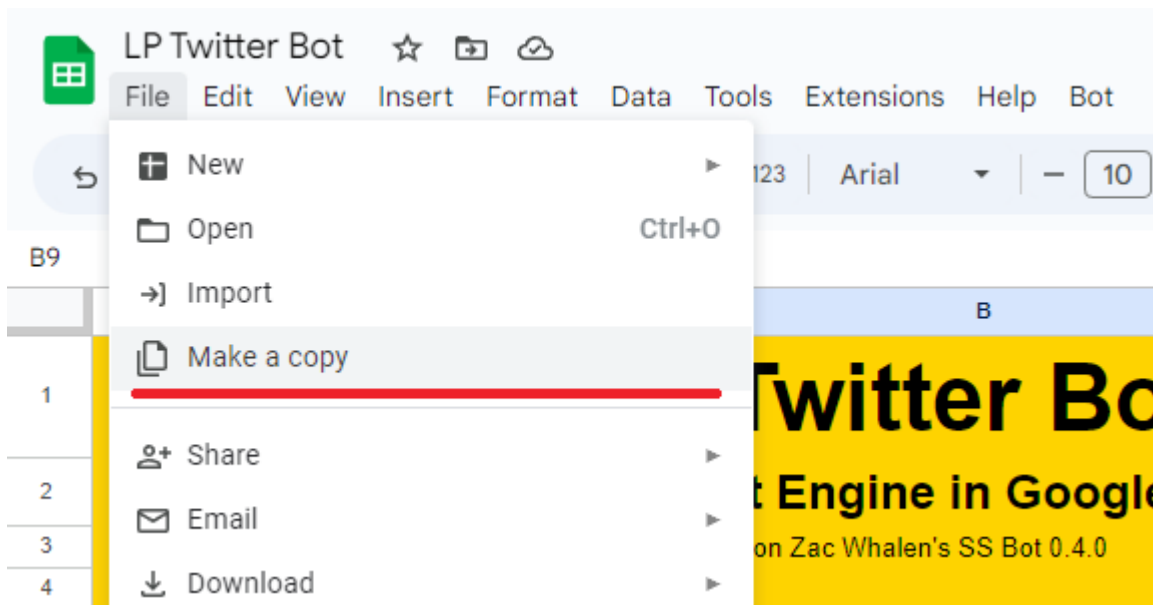 LP Twitter Bot
File Edit View Insert Format Data Tools Extensions Help Bot
New 123 Arial 10
Open Ctrl+O
B9
Import
B
Make a copy
1 Twitter Bo
Share
2 t Engine in Google
Email
3 on Zac Whalen's SS Bot 0.4.0
4 Download